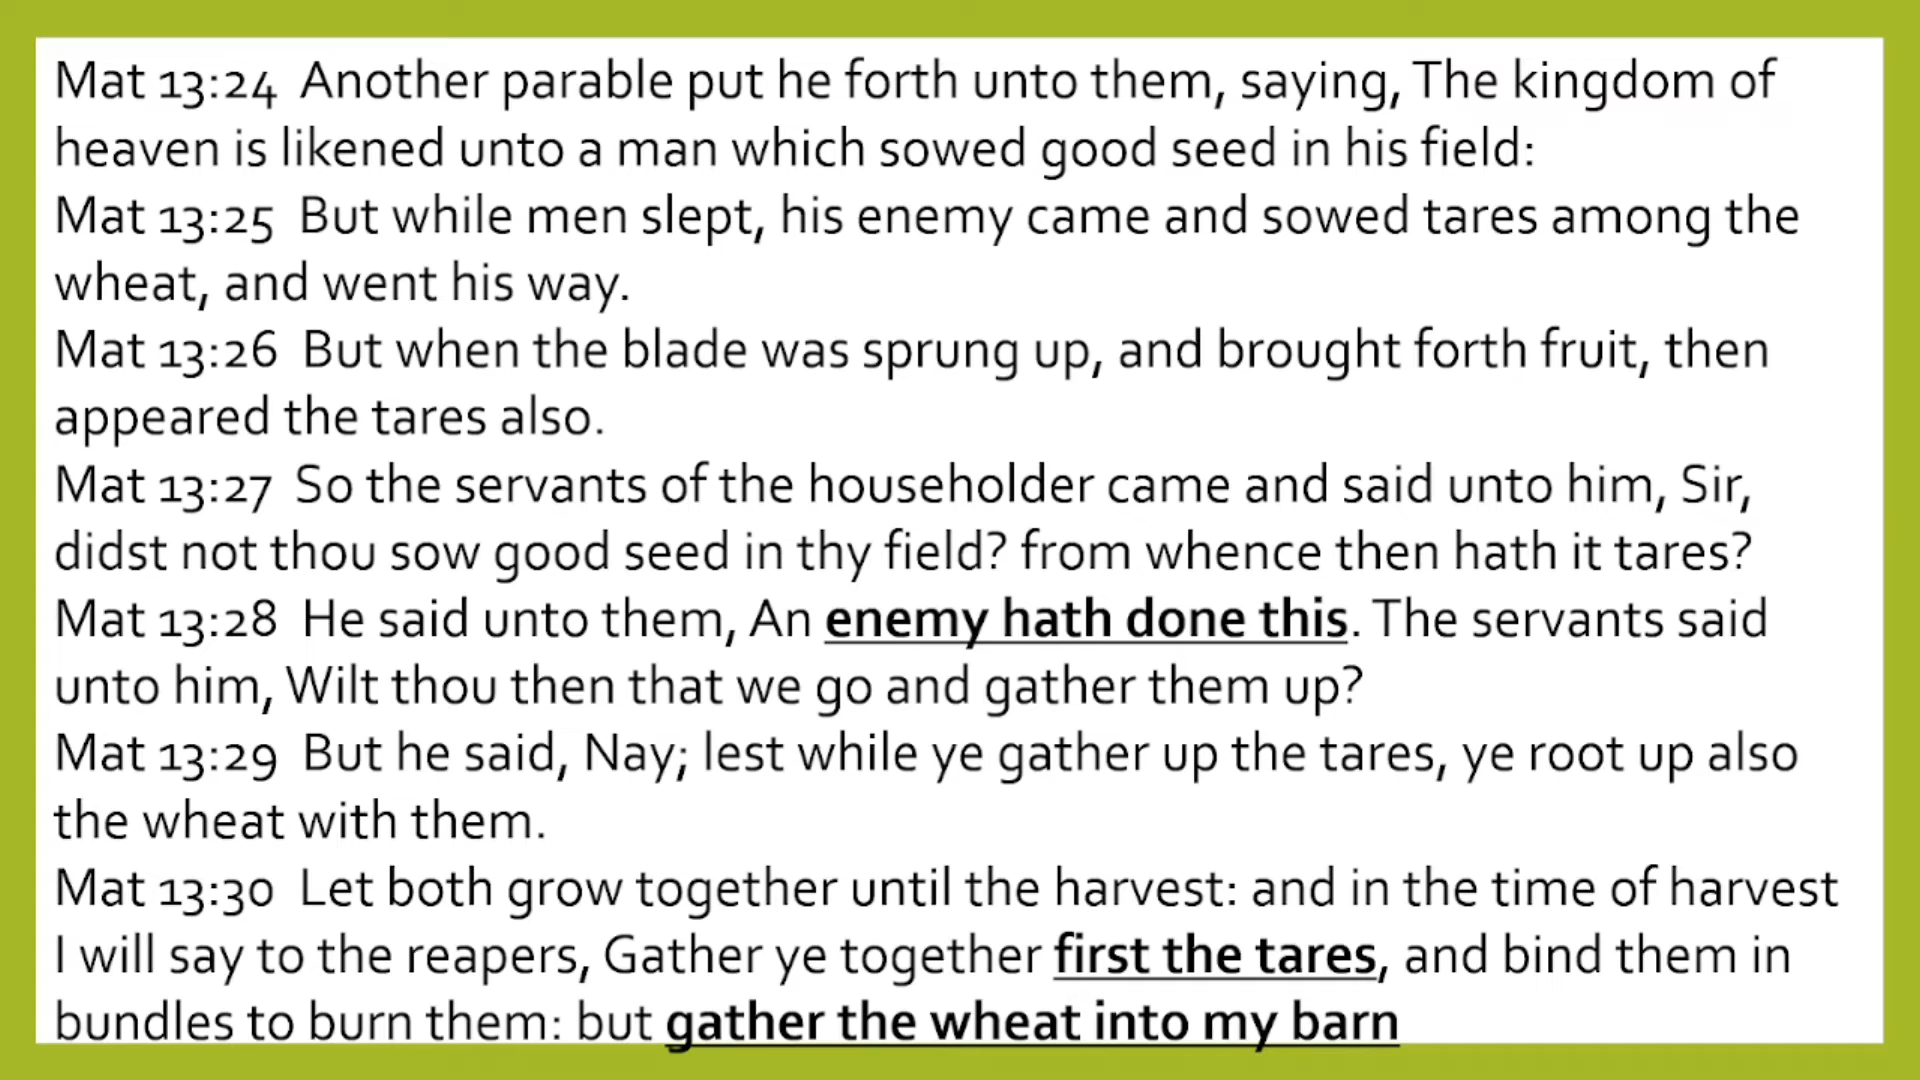 Mat 13:24  Another parable put he forth unto them, saying, The kingdom of
heaven is likened unto a man which sowed good seed in his field:
Mat 13:25  But while men slept, his enemy came and sowed tares among the
wheat, and went his way.
Mat 13:26  But when the blade was sprung up, and brought forth fruit, then
appeared the tares also.
Mat 13:27  So the servants of the householder came and said unto him, Sir,
didst not thou sow good seed in thy field? from whence then hath it tares?
Mat 13:28  He said unto them, An enemy hath done this. The servants said
unto him, Wilt thou then that we go and gather them up?
Mat 13:29  But he said, Nay; lest while ye gather up the tares, ye root up also
the wheat with them.
Mat 13:30  Let both grow together until the harvest: and in the time of harvest
I will say to the reapers, Gather ye together first the tares, and bind them in
bundles to burn them: but gather the wheat into my barn